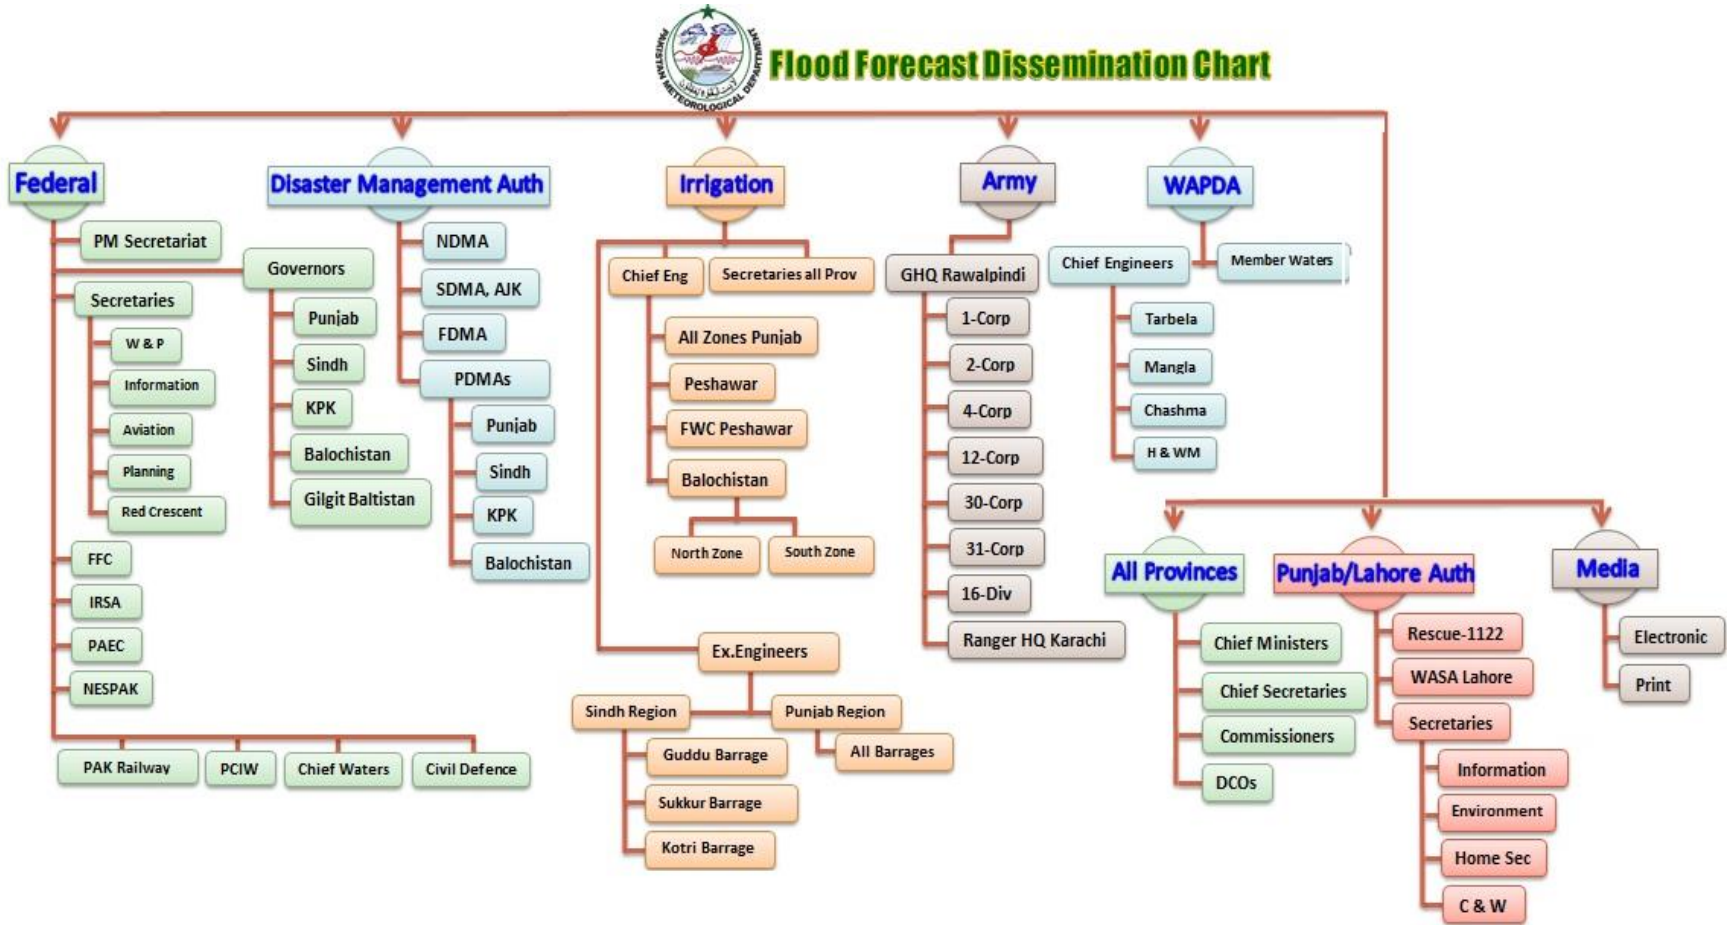 PAKISTAN METEOROLOGICAL DEPARTMENT
Flood Forecast Dissemination Chart
Federal
PM Secretariat
Governors
Punjab
Sindh
KPK
Balochistan
Gilgit Baltistan
Secretaries
W & P
Information
Aviation
Planning
Red Crescent
FFC
IRSA
PAEC
NESPAK
PAK Railway
PCIW
Chief Waters
Civil Defence
Disaster Management Auth
NDMA
SDMA, AJK
FDMA
PDMAs
Punjab
Sindh
KPK
Balochistan
Irrigation
Chief Eng
Secretaries all Prov
All Zones Punjab
Peshawar
FWC Peshawar
Balochistan
North Zone
South Zone
Ex.Engineers
Sindh Region
Punjab Region
Guddu Barrage
Sukkur Barrage
Kotri Barrage
All Barrages
Army
GHQ Rawalpindi
1-Corp
2-Corp
4-Corp
12-Corp
30-Corp
31-Corp
16-Div
Ranger HQ Karachi
WAPDA
Chief Engineers
Member Waters
Tarbela
Mangla
Chashma
H & WM
All Provinces
Chief Ministers
Chief Secretaries
Commissioners
DCOs
Punjab/Lahore Auth
Rescue-1122
WASA Lahore
Secretaries
Information
Environment
Home Sec
C & W
Media
Electronic
Print